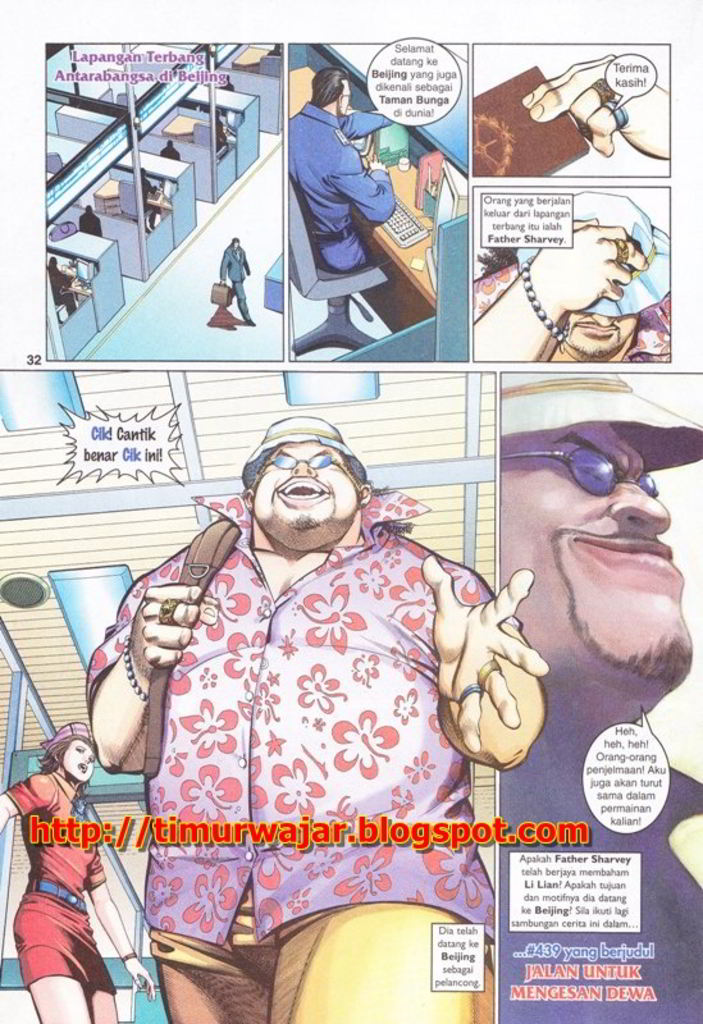 Lapangan Terbang
Antarabangsa di Beijing
Selamat
datang ke
Beijing yang juga
dikenali sebagai
Taman Bunga
di dunia!
Terima
kasih!
Orang yang berjalan
keluar dari lapangan
terbang itu ialah
Father Sharvey.
32
Cik! Cantik
benar Cik ini!
http://timurwajar.blogspot.com
Dia telah
datang ke
Beijing
sebagai
pelancong.
Heh,
heh, heh!
Orang-orang
penjelmaan! Aku
juga akan turut
sama dalam
permainan
kalian!
Apakah Father Sharvey
telah berjaya membaham
Li Lian? Apakah tujuan
dan motifnya dia datang
ke Beijing? Sila ikuti lagi
sambungan cerita ini dalam...
...#439 yang berjudul
JALAN UNTUK
MENGESAN DEWA